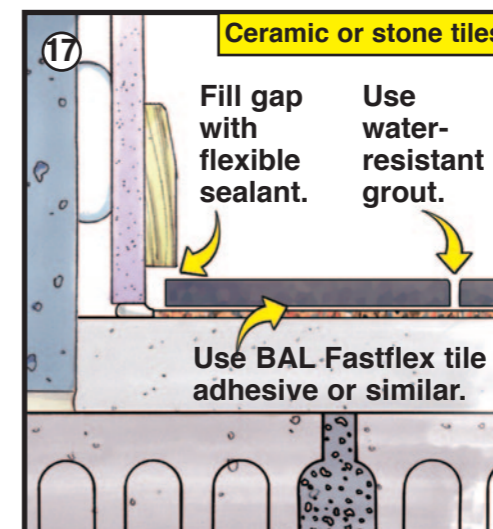 17
Ceramic or stone tiles
Fill gap
with
flexible
sealant.
Use
water-
resistant
grout.
Use BAL Fastflex tile
adhesive or similar.